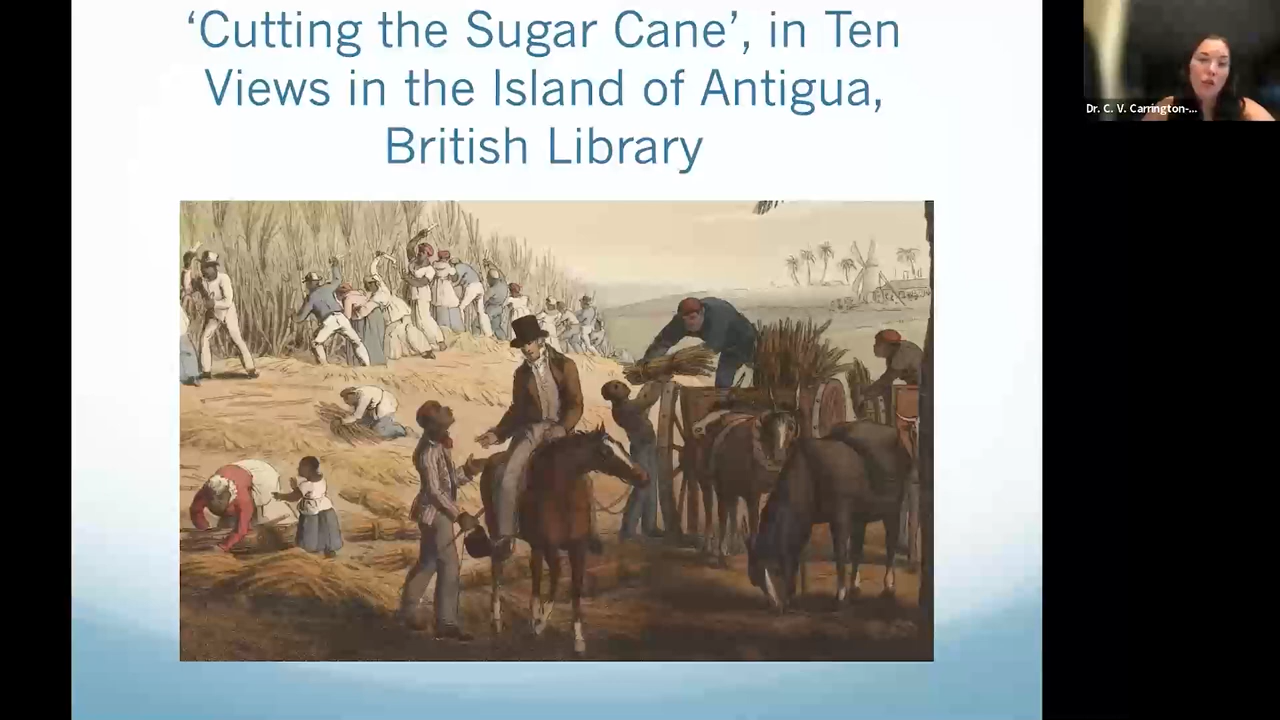 ‘Cutting the Sugar Cane’, in Ten
Views in the Island of Antigua,
British Library
Dr. C. V. Carrington-...